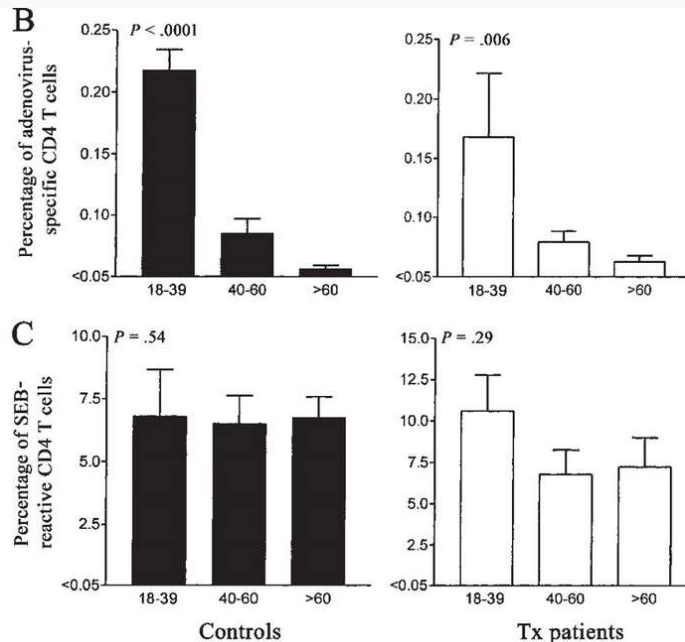 B
Percentage of adenovirus-
specific CD4 T cells
P < .0001
0.25
0.20
0.15
0.10
<0.05
18-39 40-60 >60
P = .006
0.25
0.20
0.15
0.10
<0.05
18-39 40-60 >60
C
Percentage of SEB-
reactive CD4 T cells
P = .54
10.0
7.5
5.0
2.5
<0.05
18-39 40-60 >60
Controls
P = .29
15.0
12.5
10.0
7.5
5.0
2.5
<0.05
18-39 40-60 >60
Tx patients